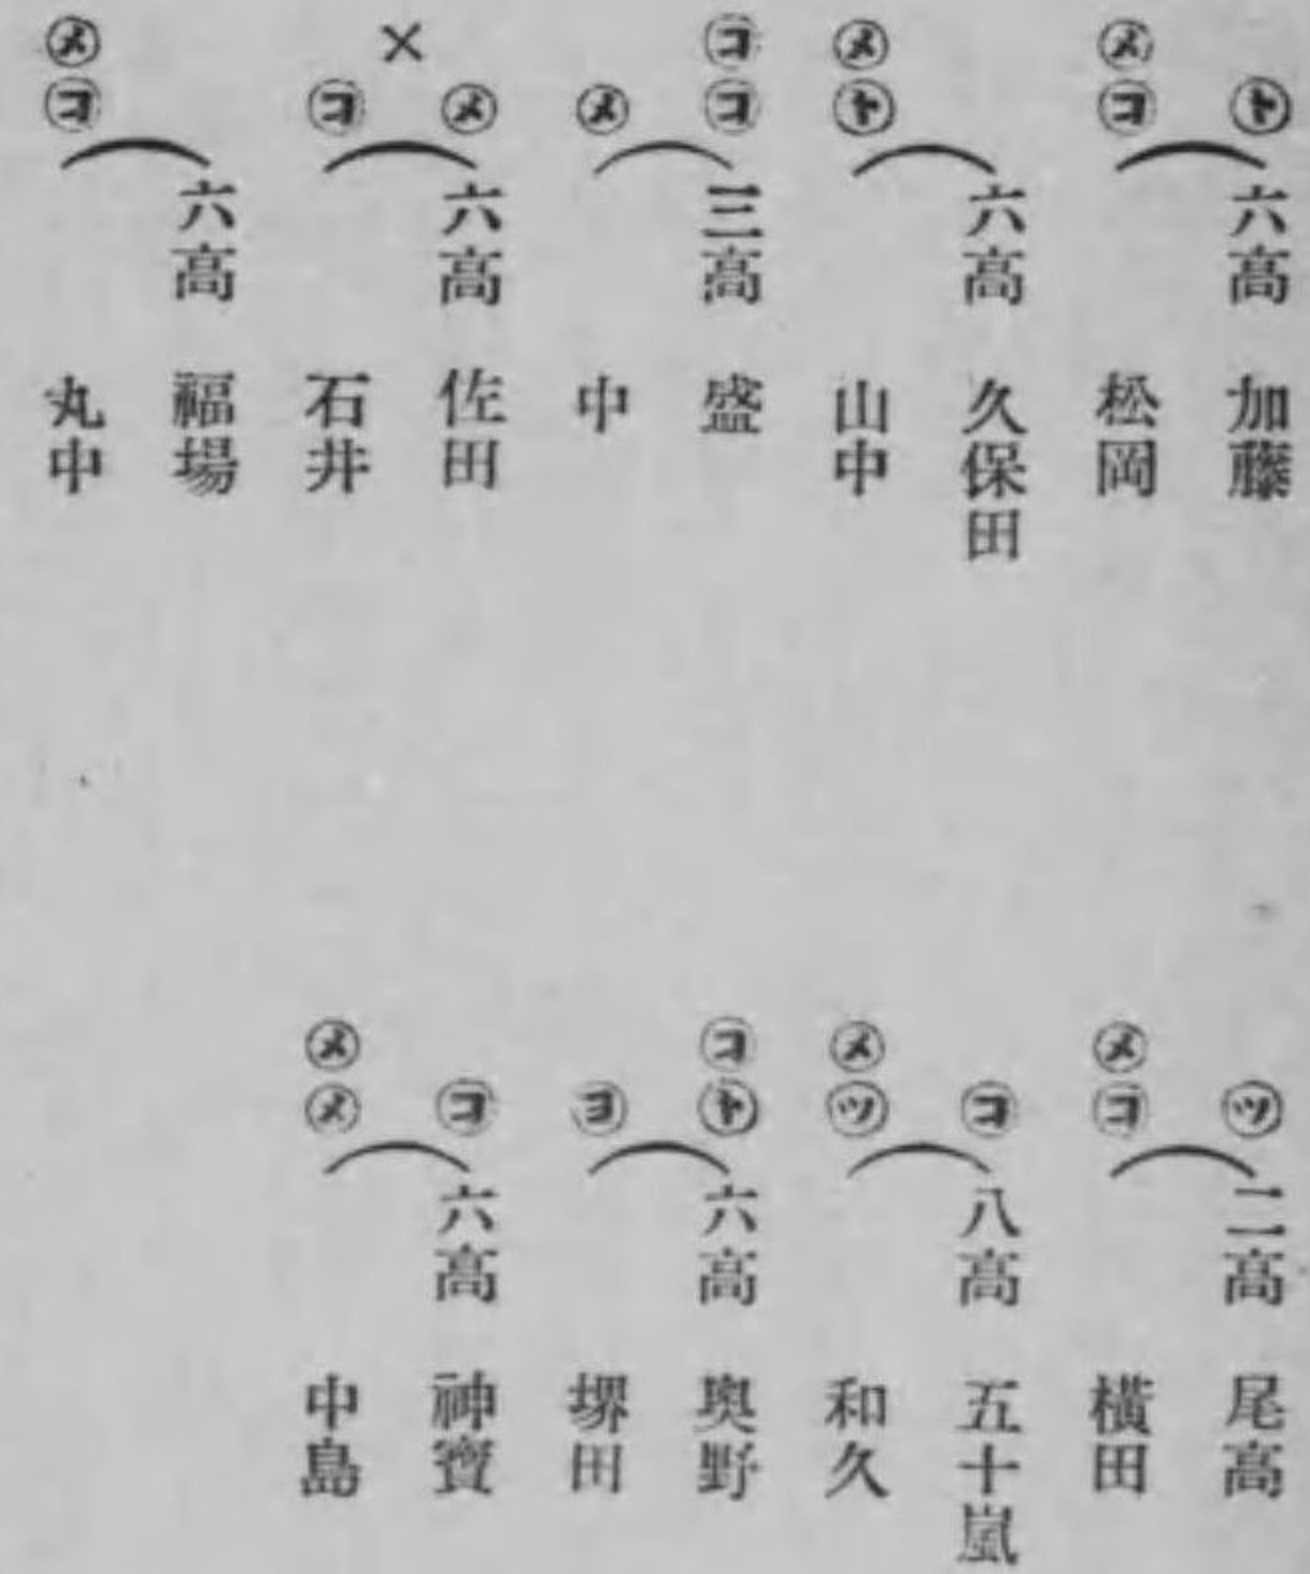 ㋣ 六高 加藤
㋱㋙ 松岡
六高 久保田
㋱㋣ 山中
㋙㋙ 三高 盛
㋱ 中
×
㋱ 六高 佐田
㋙ 石井
六高 福場
㋱㋙ 丸中
㋡ 二高 尾高
㋱㋙ 横田
㋙ 八高 五十嵐
㋱㋡ 和久
㋙㋣ 六高 奥野
㋵ 堺田
㋙ 六高 神寳
㋱㋱ 中島